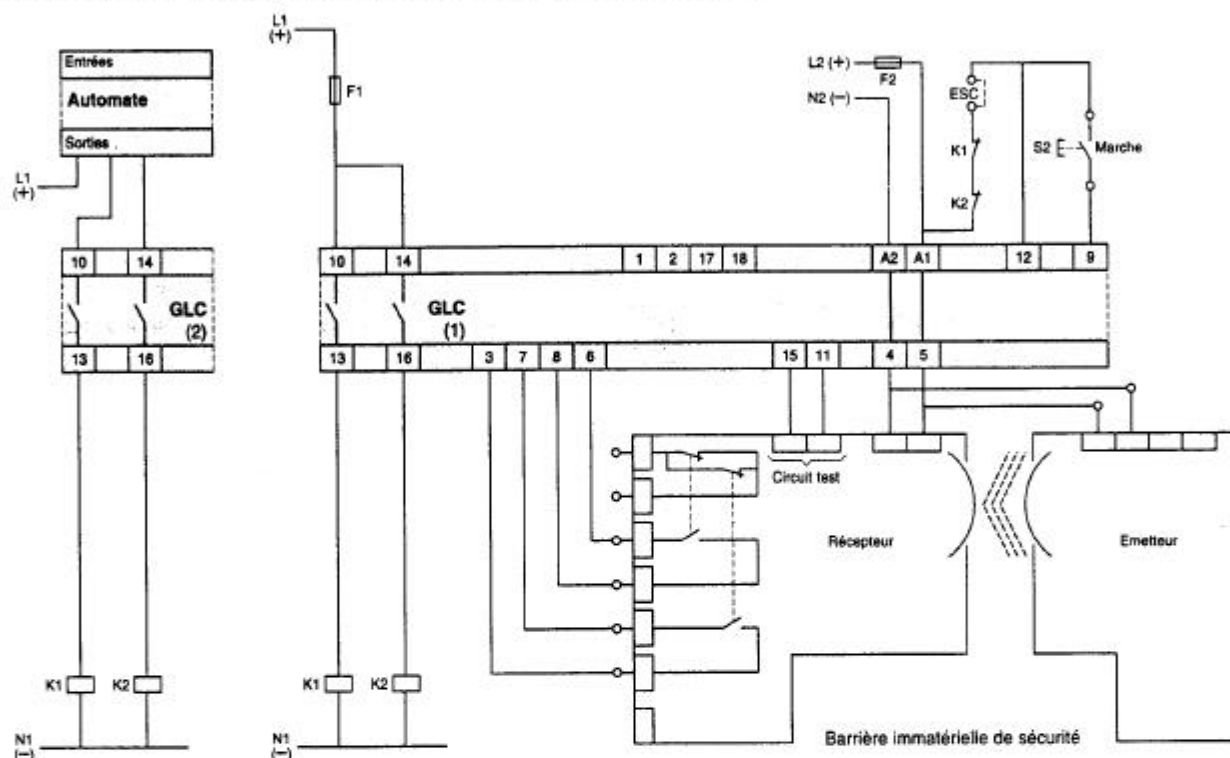 L1
(+)
Entrées
Automate
Sorties
L1
(+)
F1
L2 (+)
F2
N2 (−)
ESC
K1
K2
S2
Marche
10 14
GLC
(2)
13 16
10 14 1 2 17 18 A2 A1 12 9
GLC
(1)
13 16 3 7 8 6 15 11 4 5
Circuit test
Récepteur
Emetteur
K1 K2
K1 K2
N1
(−)
N1
(−)
Barrière immatérielle de sécurité